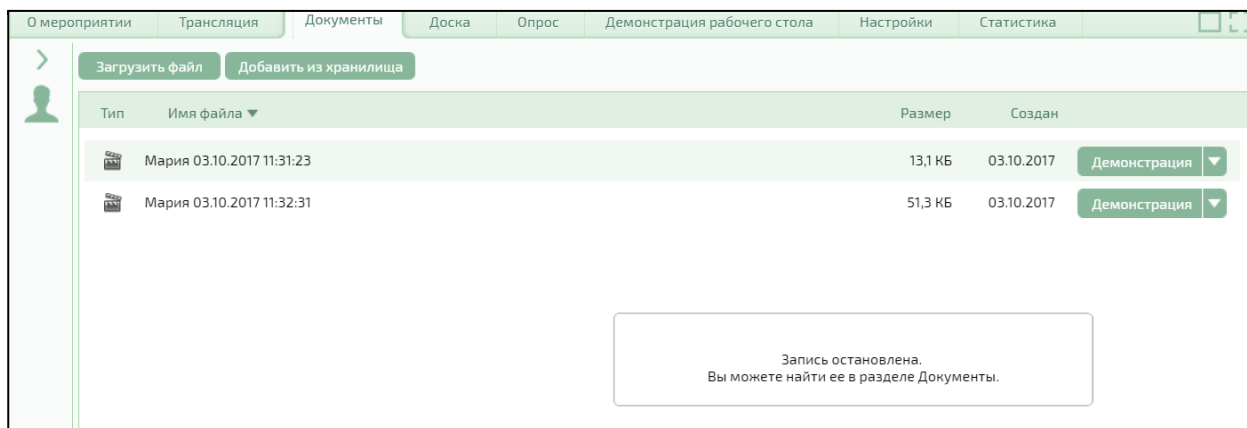 О мероприятии Трансляция Документы Доска Опрос Демонстрация рабочего стола Настройки Статистика
Загрузить файл Добавить из хранилища
Тип Имя файла Размер Создан
Мария 03.10.2017 11:31:23 13,1 КБ 03.10.2017 Демонстрация
Мария 03.10.2017 11:32:31 51,3 КБ 03.10.2017 Демонстрация
Запись остановлена.
Вы можете найти ее в разделе Документы.